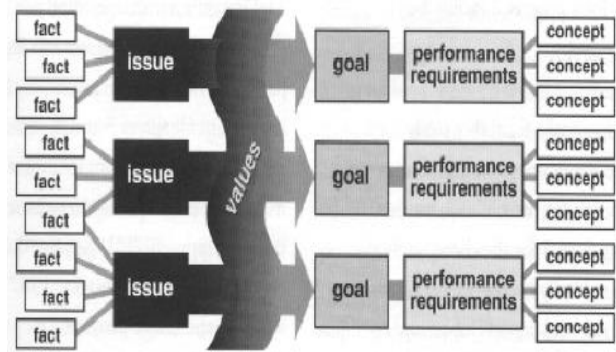 fact
fact
fact
issue
goal
performance
requirements
concept
concept
concept
fact
fact
fact
issue
values
goal
performance
requirements
concept
concept
concept
fact
fact
fact
issue
goal
performance
requirements
concept
concept
concept